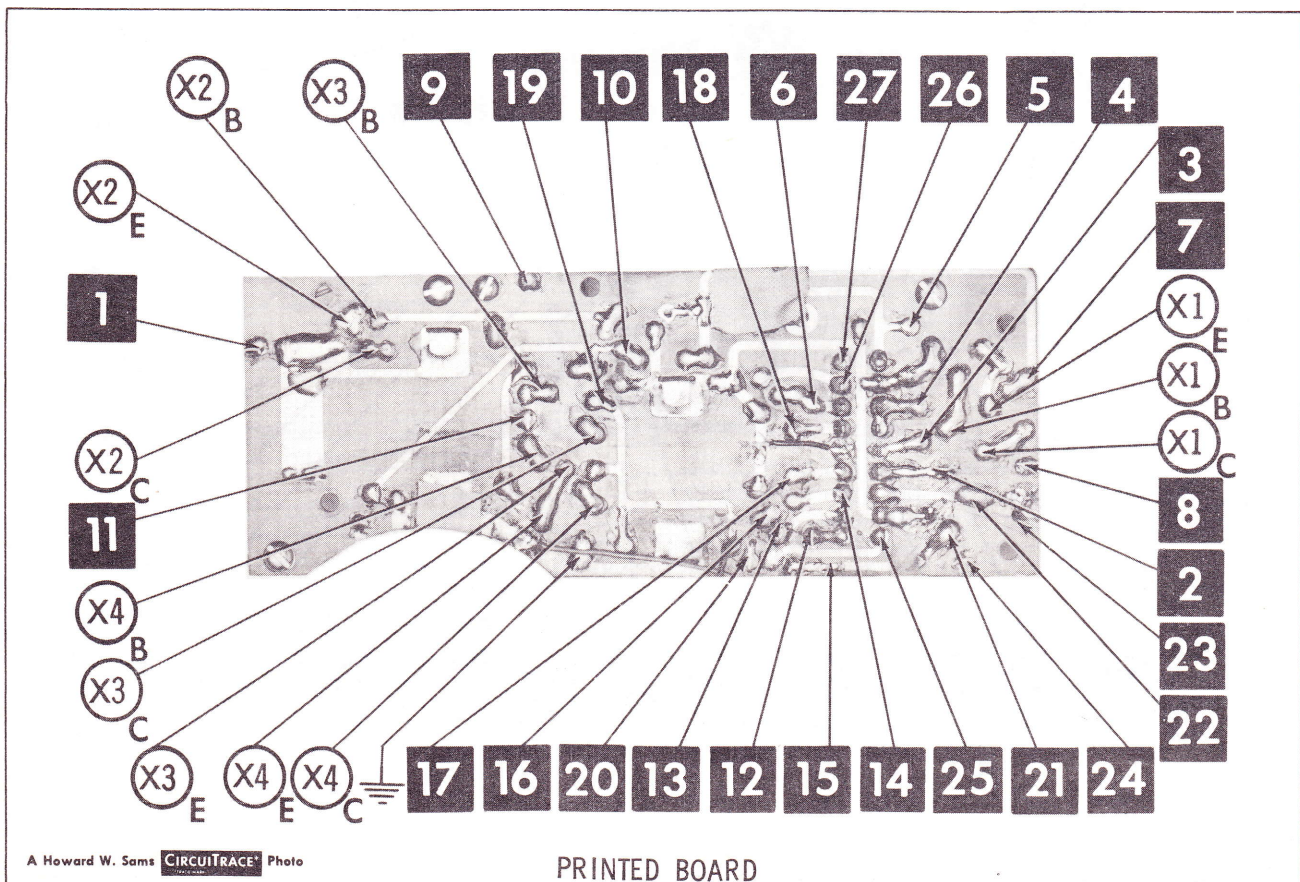 X2 B
X3 B
9 19 10 18 6 27 26 5 4
3
X2 E
7
1
X1 E
X1 B
X1 C
X2 C
8
11
2
X4 B
23
X3 C
22
X3 E
X4 E
X4 C
17 16 20 13 12 15 14 25 21 24
A Howard W. Sams CIRCUITRACE® Photo
TRADE MARK
PRINTED BOARD